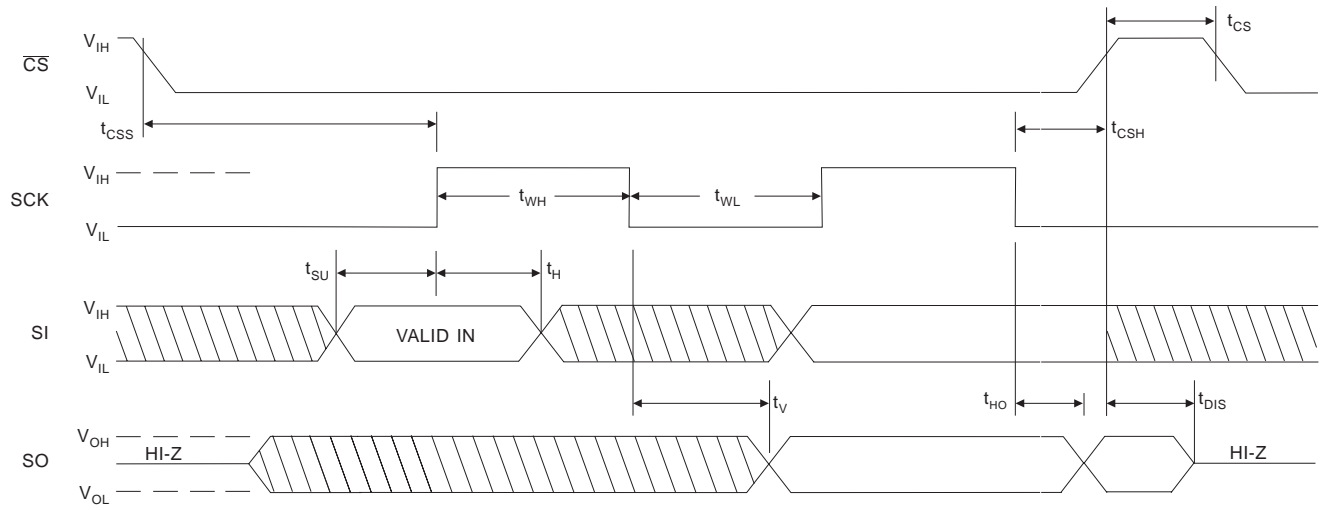 t_CS
V_IH
CS
V_IL
t_CSS
t_CSH
V_IH
SCK
t_WH
t_WL
V_IL
t_SU
t_H
V_IH
SI
VALID IN
V_IL
t_V
t_HO
t_DIS
V_OH
SO
HI-Z
HI-Z
V_OL